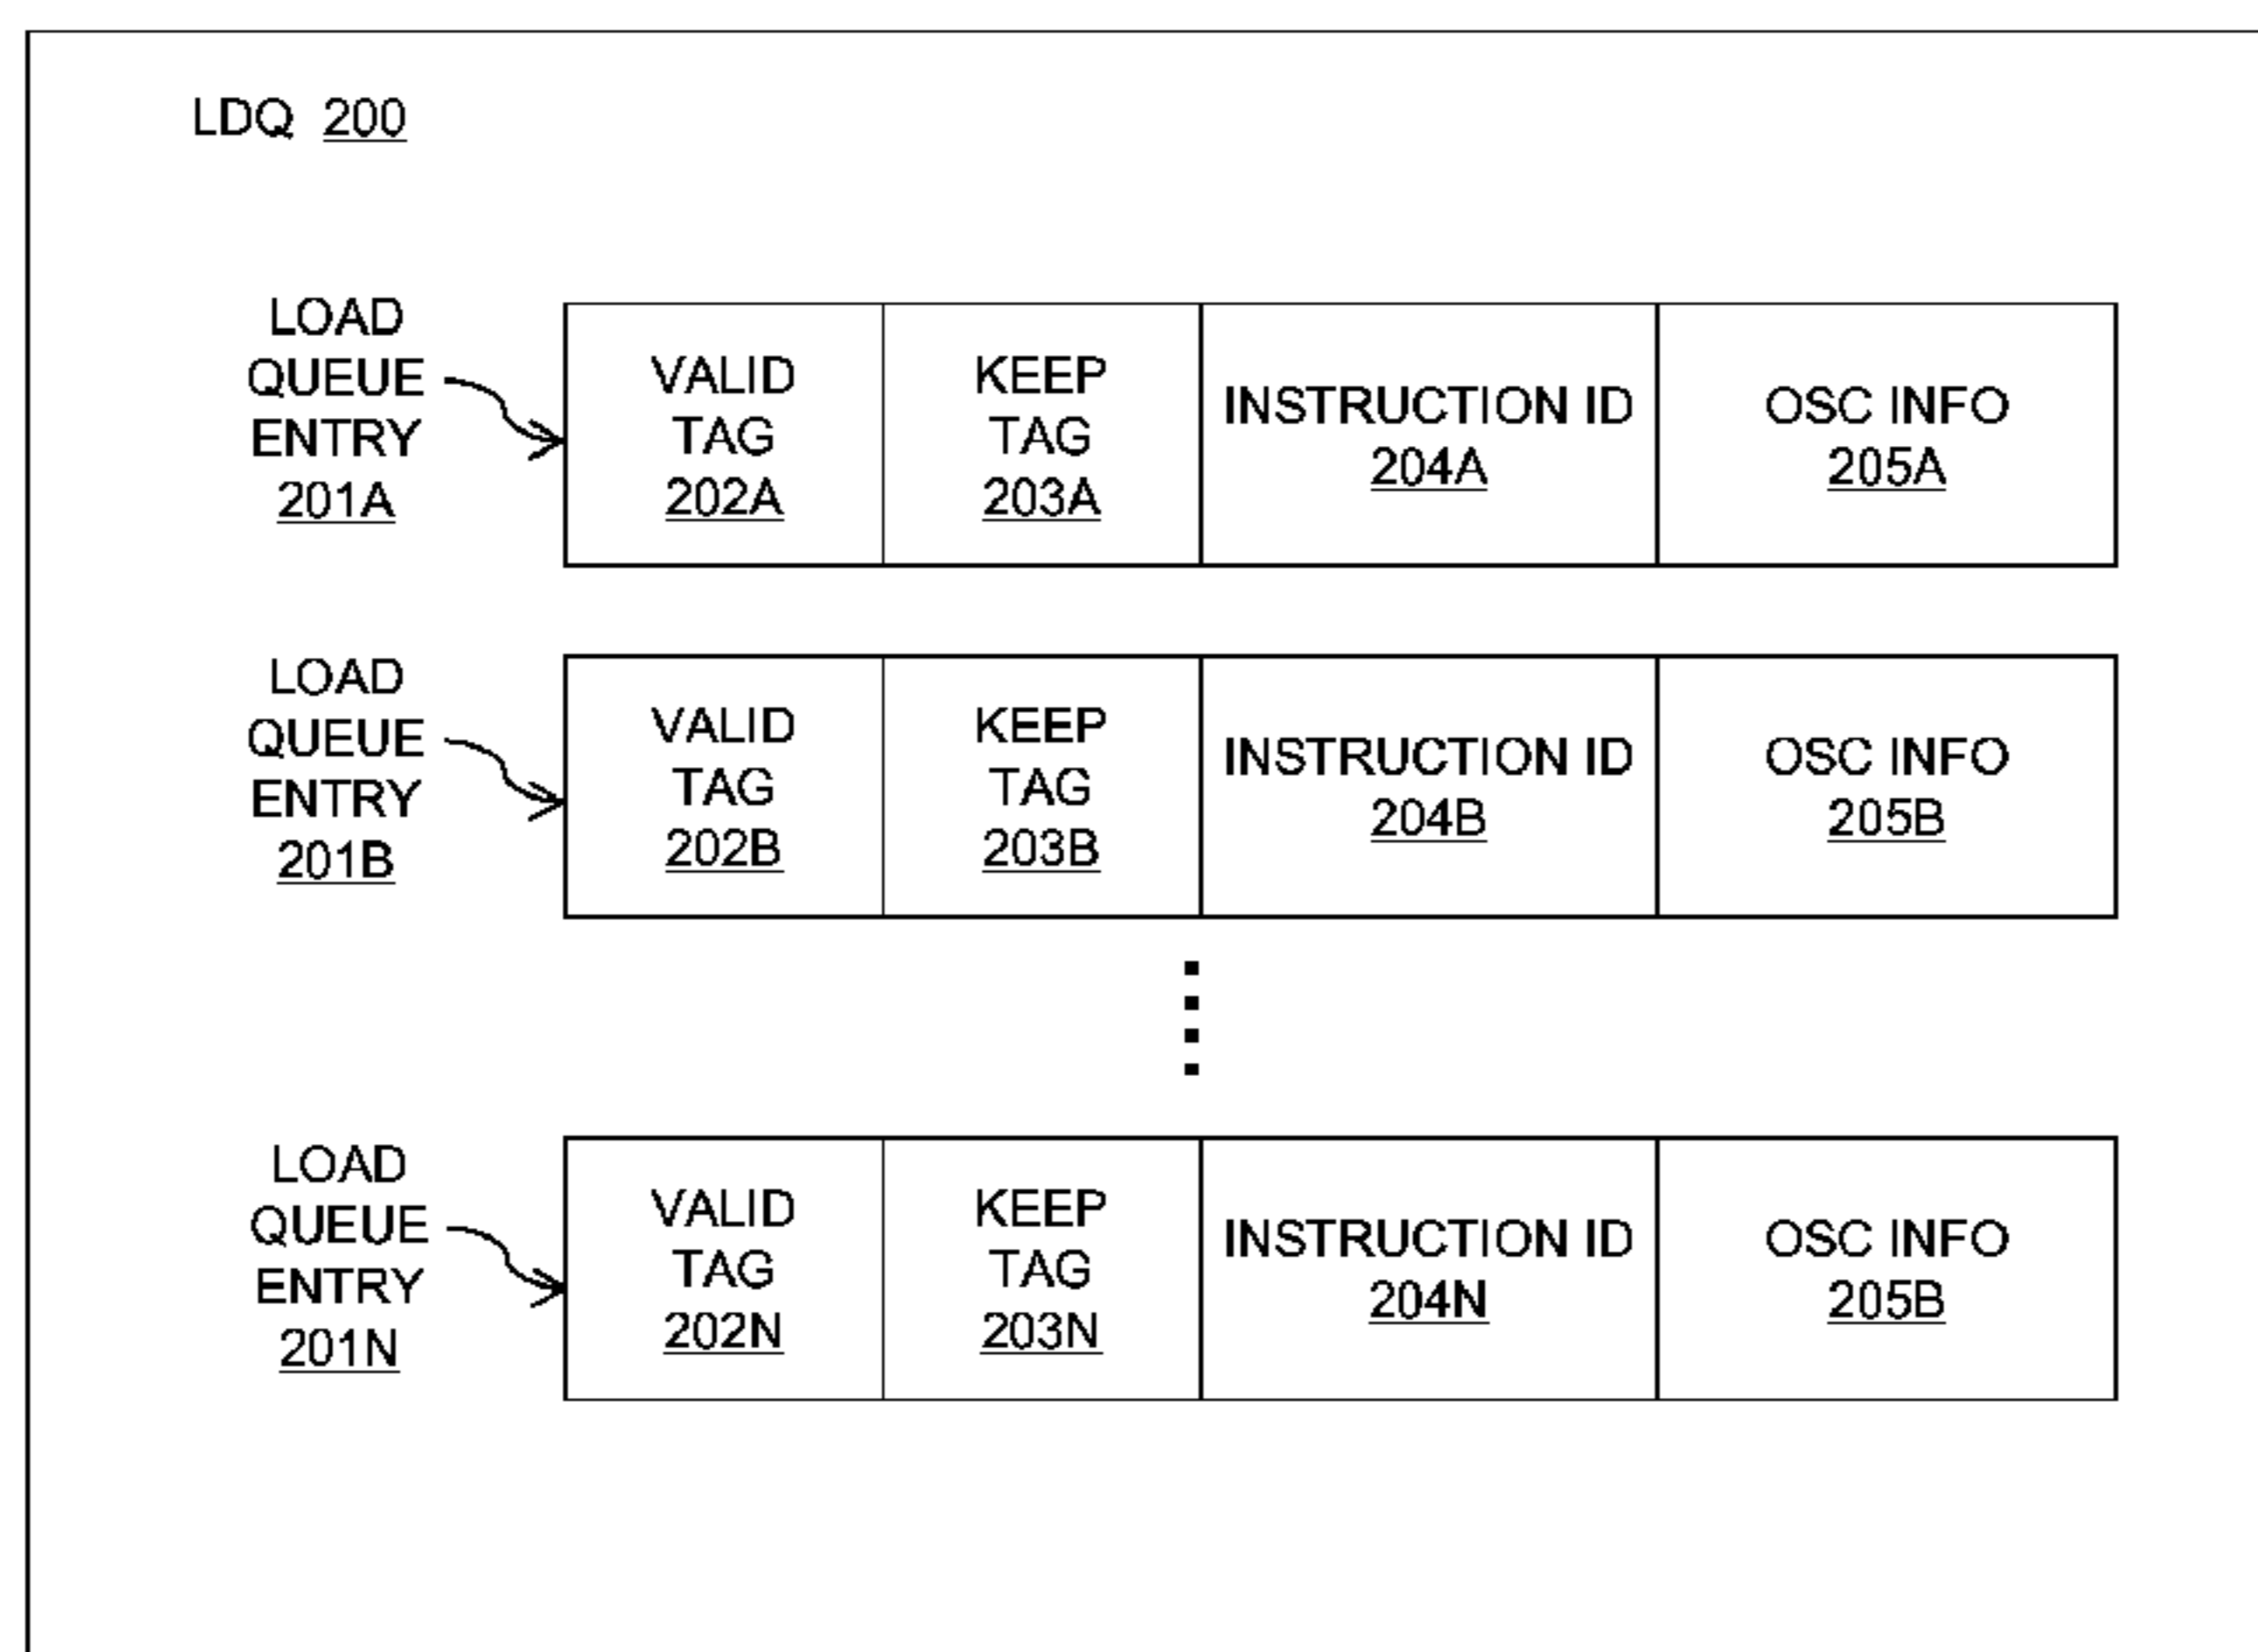 LDQ 200
LOAD
QUEUE
ENTRY
201A
VALID
TAG
202A
KEEP
TAG
203A
INSTRUCTION ID
204A
OSC INFO
205A
LOAD
QUEUE
ENTRY
201B
VALID
TAG
202B
KEEP
TAG
203B
INSTRUCTION ID
204B
OSC INFO
205B
LOAD
QUEUE
ENTRY
201N
VALID
TAG
202N
KEEP
TAG
203N
INSTRUCTION ID
204N
OSC INFO
205B